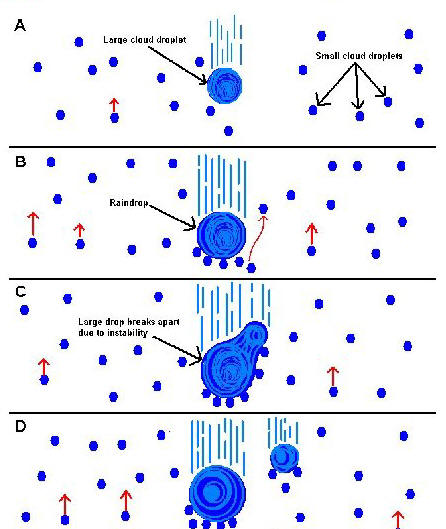 A
Large cloud droplet
Small cloud droplets
B
Raindrop
C
Large drop breaks apart
due to instability
D